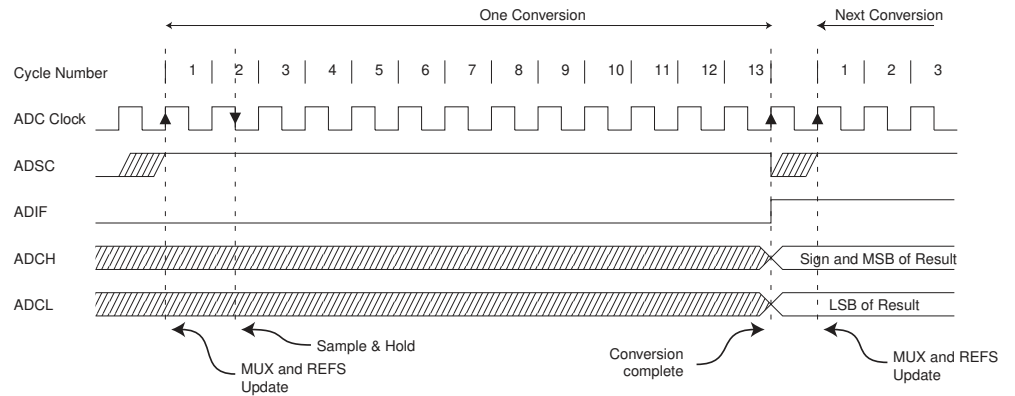 One Conversion
Next Conversion
Cycle Number 1 2 3 4 5 6 7 8 9 10 11 12 13 1 2 3
ADC Clock
ADSC
ADIF
ADCH Sign and MSB of Result
ADCL LSB of Result
MUX and REFS
Update
Sample & Hold
Conversion
complete
MUX and REFS
Update